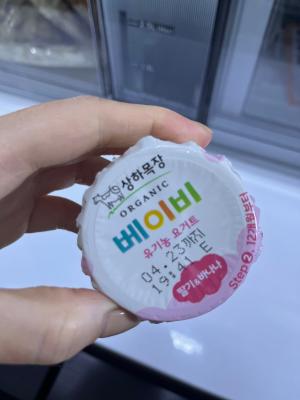 상하목장
ORGANIC
베이비
유기농 요거트
04.23까지
19:41 E
딸기&바나나
Step 2. 12개월부터